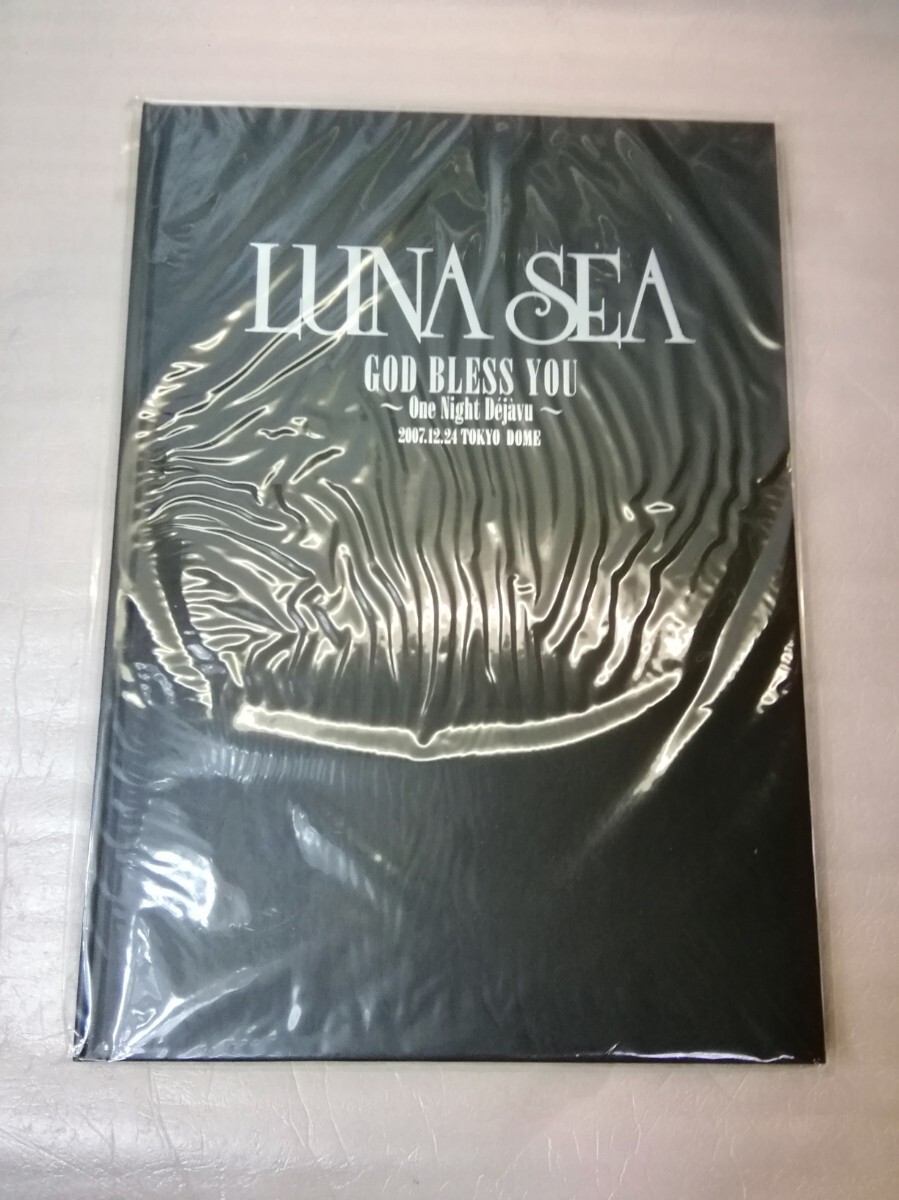 LUNA SEA
GOD BLESS YOU
～ One Night Déjàvu ～
2007.12.24 TOKYO DOME